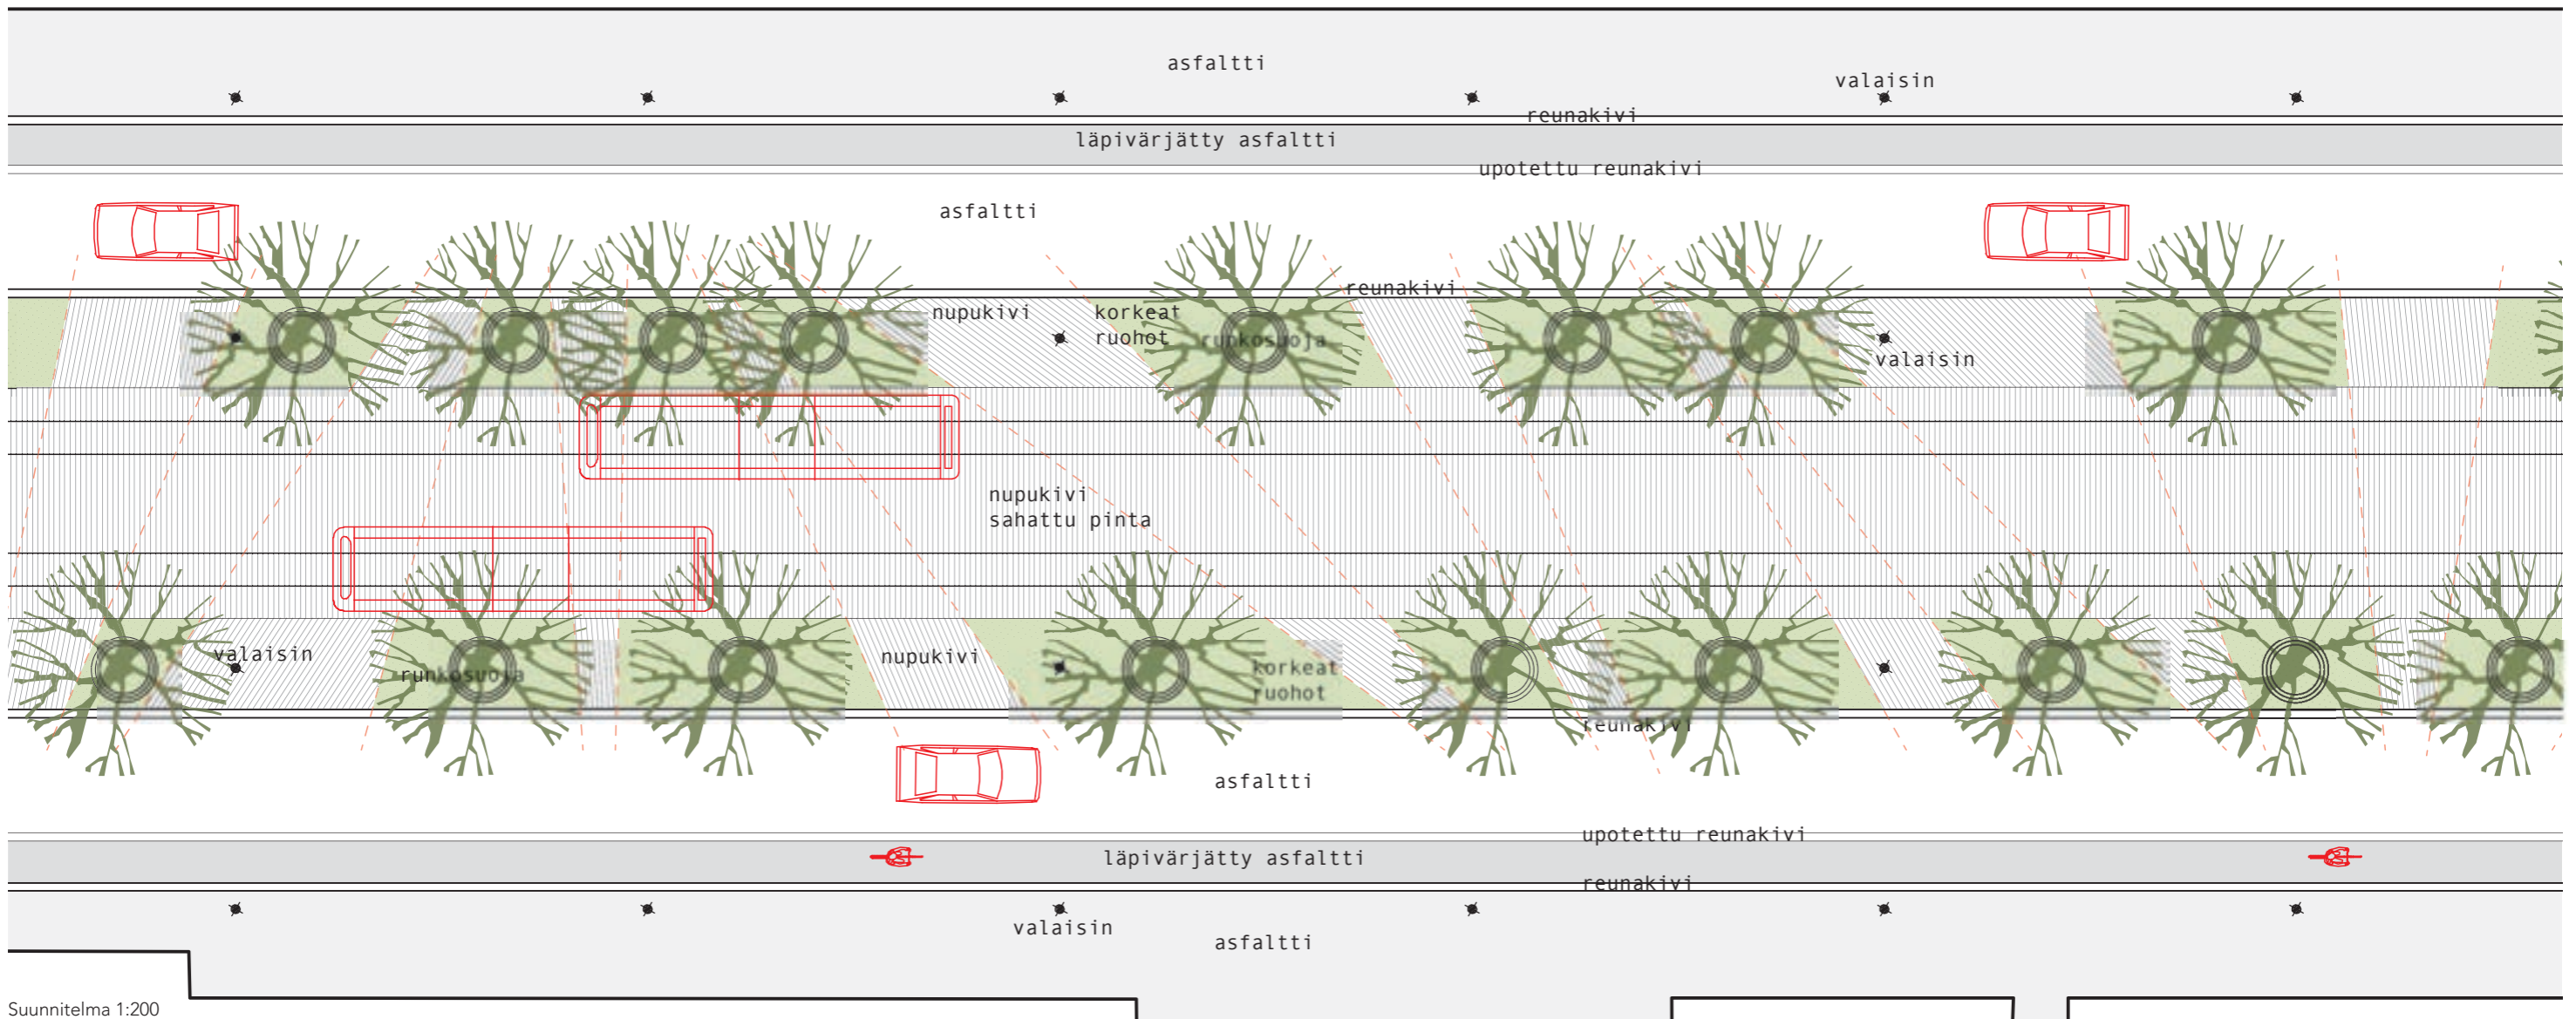 asfaltti
valaisin
reunakivi
läpivärjätty asfaltti
upotettu reunakivi
asfaltti
reunakivi
nupukivi
korkeat
ruohot
runkosuoja
valaisin
nupukivi
sahattu pinta
valaisin
runkosuoja
nupukivi
korkeat
ruohot
reunakivi
asfaltti
upotettu reunakivi
läpivärjätty asfaltti
reunakivi
valaisin
asfaltti
Suunnitelma 1:200